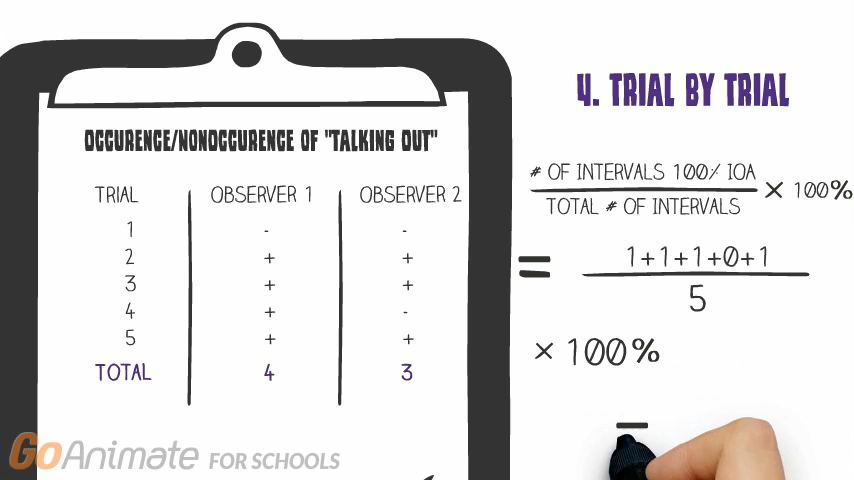 4. TRIAL BY TRIAL
OCCURENCE/NONOCCURENCE OF "TALKING OUT"
TRIAL OBSERVER 1 OBSERVER 2
1 - -
2 + +
3 + +
4 + -
5 + +
TOTAL 4 3
# OF INTERVALS 100% IOA
TOTAL # OF INTERVALS
× 100%
= 1+1+1+0+1
5
× 100%
GoAnimate FOR SCHOOLS